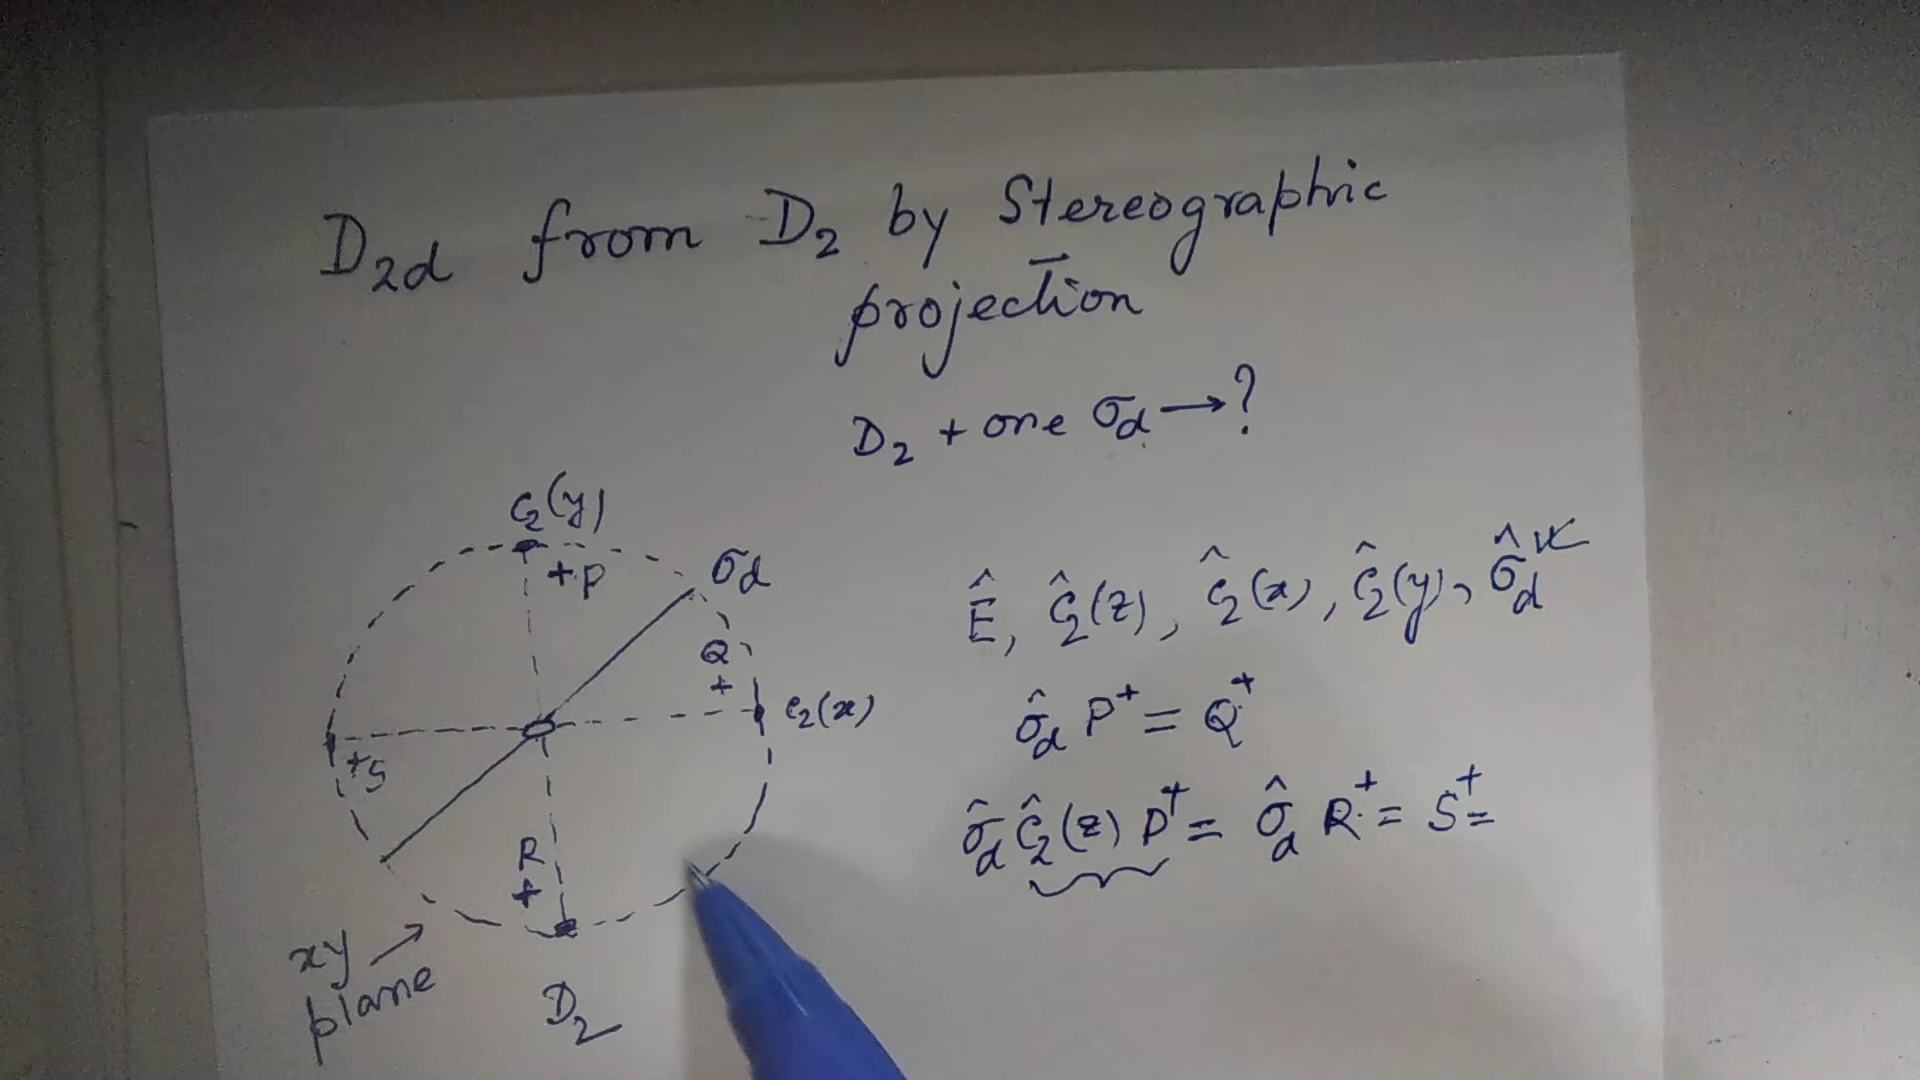 D₂d from D₂ by Stereographic
projection
D₂ + one σd → ?
C₂(y)
+P
σd
Q
+
C₂(x)
+S
R
+
xy
plane
D₂
Ê, Ĉ₂(z), Ĉ₂(x), Ĉ₂(y), σ̂d
σ̂d P⁺ = Q⁺
σ̂d Ĉ₂(z) P⁺ = σ̂d R⁺ = S⁺ =